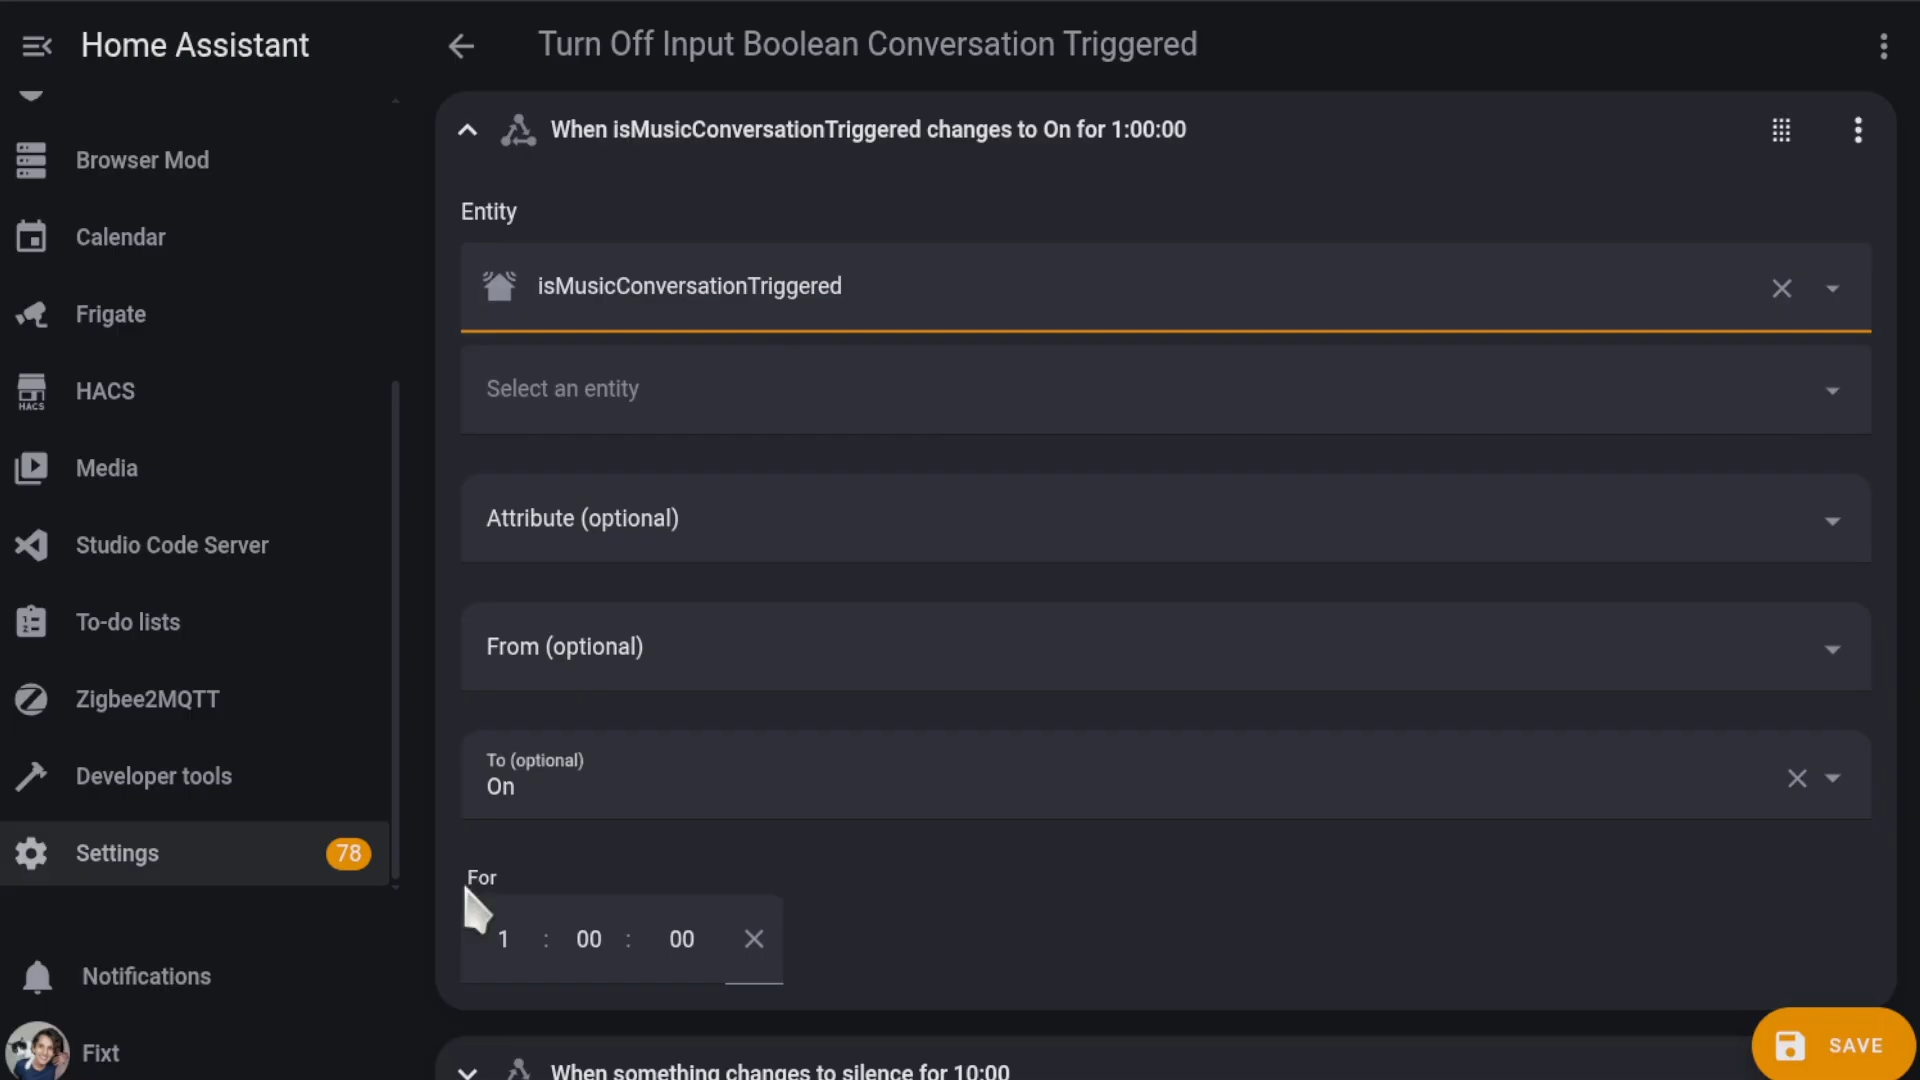 Home Assistant
Turn Off Input Boolean Conversation Triggered
Browser Mod
Calendar
Frigate
HACS
HACS
Media
Studio Code Server
To-do lists
Zigbee2MQTT
Developer tools
Settings
78
Notifications
Fixt
When isMusicConversationTriggered changes to On for 1:00:00
Entity
isMusicConversationTriggered
Select an entity
Attribute (optional)
From (optional)
To (optional)
On
For
1 : 00 : 00
When something changes to silence for 10:00
SAVE